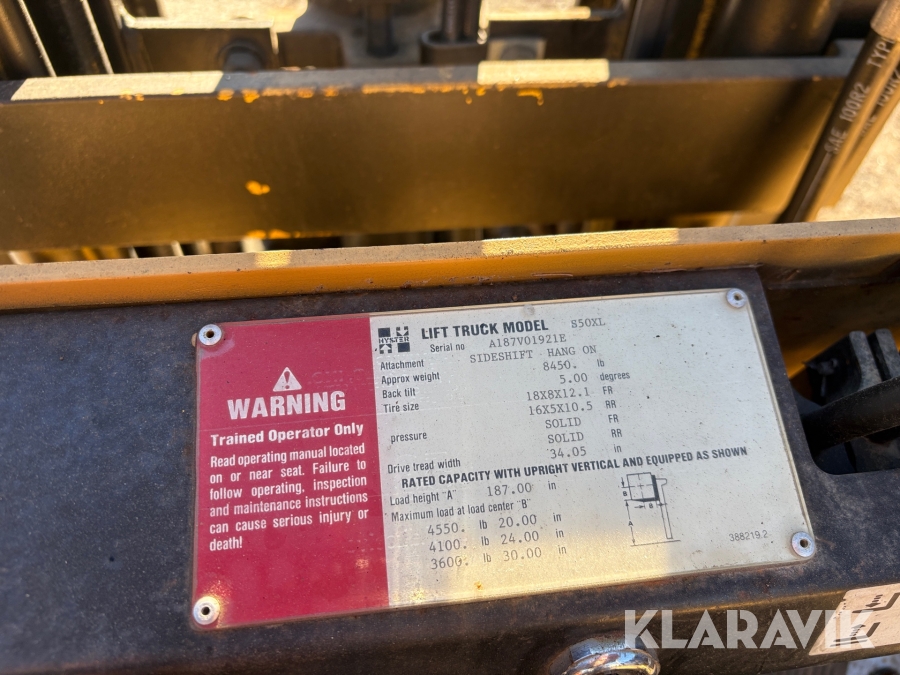 SAE 100R2 TYP
WARNING
Trained Operator Only
Read operating manual located
on or near seat. Failure to
follow operating, inspection
and maintenance instructions
can cause serious injury or
death!
HYSTER
LIFT TRUCK MODEL S50XL
Serial no A187V01921E
Attachment SIDESHIFT HANG ON
Approx weight 8450. lb
Back tilt 5.00 degrees
Tire size 18X8X12.1 FR
16X5X10.5 RR
pressure SOLID FR
SOLID RR
Drive tread width 34.05 in
RATED CAPACITY WITH UPRIGHT VERTICAL AND EQUIPPED AS SHOWN
Load height "A" 187.00 in
Maximum load at load center "B"
4550. lb 20.00 in
4100. lb 24.00 in
3600. lb 30.00 in
B
B
A
388219.2
KLARAVIK